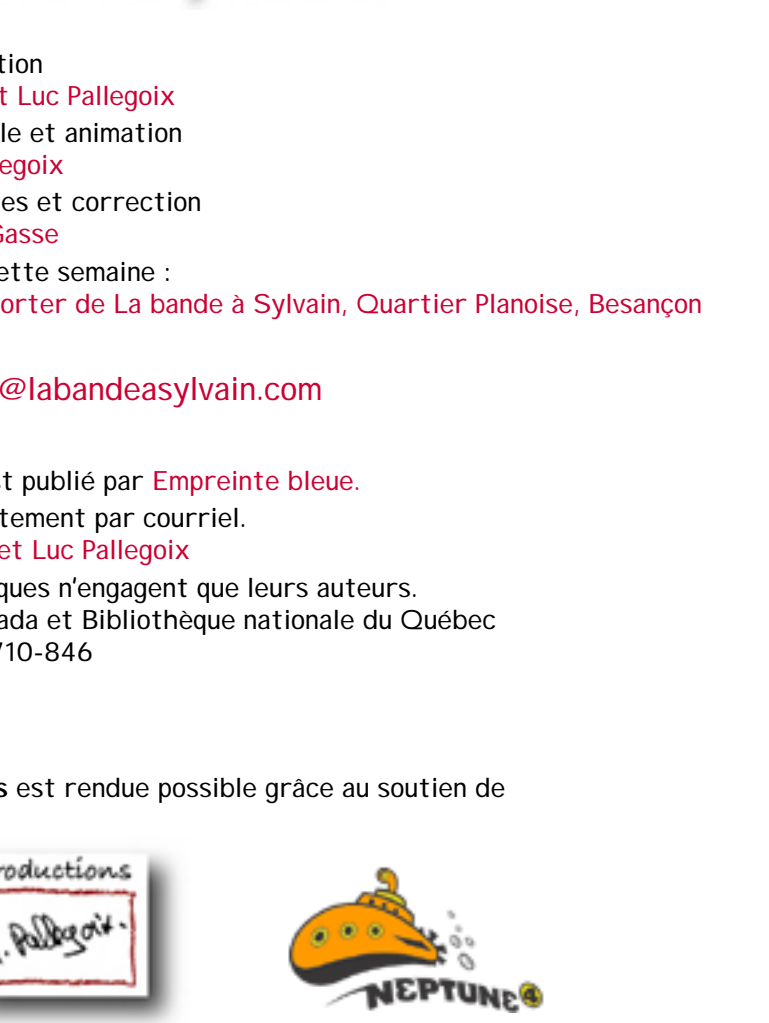 tion
t Luc Pallegoix
le et animation
egoix
es et correction
Gasse
ette semaine :
orter de La bande à Sylvain, Quartier Planoise, Besançon
@labandeasylvain.com
t publié par Empreinte bleue.
tement par courriel.
et Luc Pallegoix
ques n'engagent que leurs auteurs.
ada et Bibliothèque nationale du Québec
710-846
s est rendue possible grâce au soutien de
roductions
. Pallegoix.
NEPTUNE 4